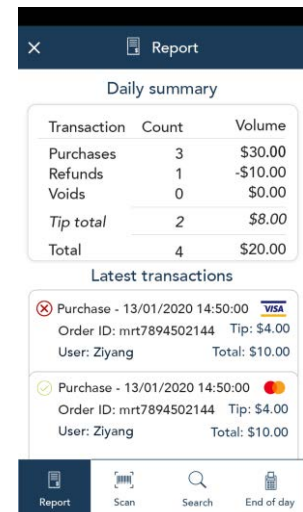 Report
Daily summary
Transaction Count Volume
Purchases 3 $30.00
Refunds 1 -$10.00
Voids 0 $0.00
Tip total 2 $8.00
Total 4 $20.00
Latest transactions
Purchase - 13/01/2020 14:50:00 VISA
Order ID: mrt7894502144 Tip: $4.00
User: Ziyang Total: $10.00
Purchase - 13/01/2020 14:50:00
Order ID: mrt7894502144 Tip: $4.00
User: Ziyang Total: $10.00
Report Scan Search End of day